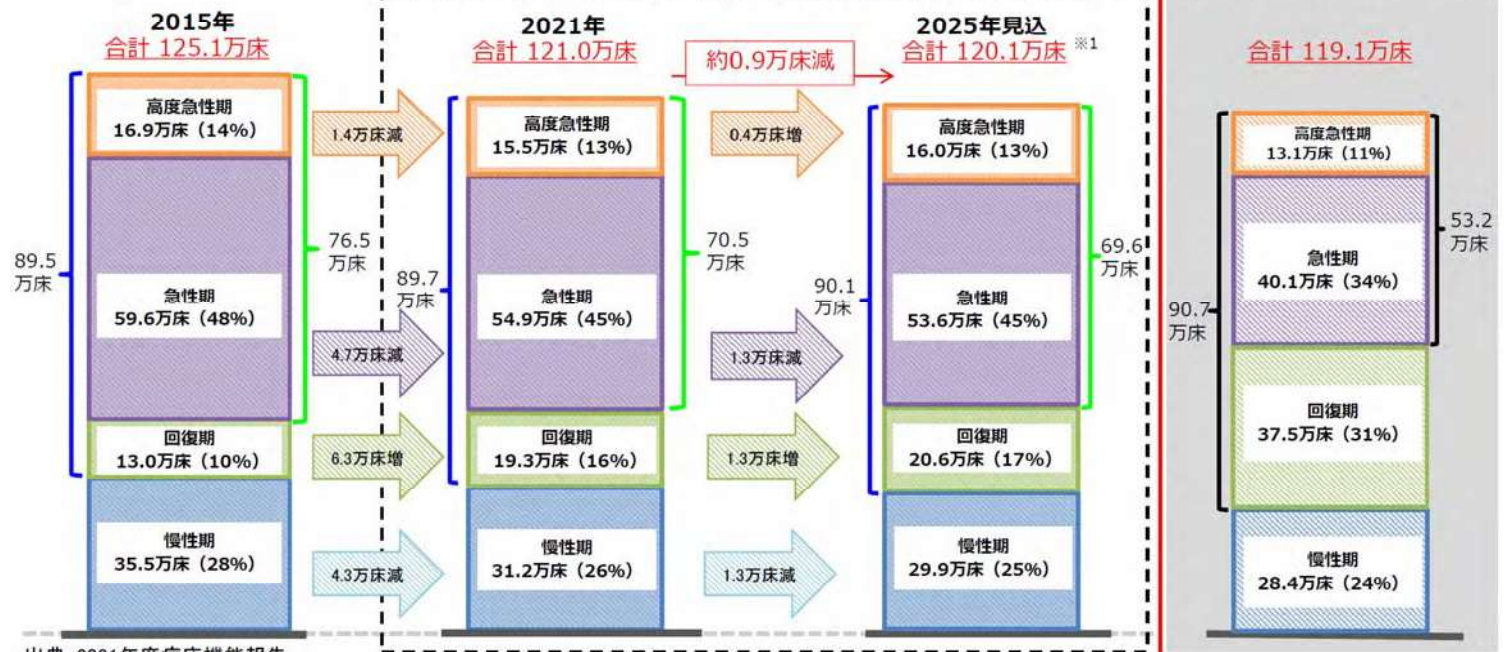 2015年
合計 125.1万床
高度急性期
16.9万床（14%）
急性期
59.6万床（48%）
回復期
13.0万床（10%）
慢性期
35.5万床（28%）
89.5
万床
76.5
万床
1.4万床減
4.7万床減
6.3万床増
4.3万床減
2021年
合計 121.0万床
高度急性期
15.5万床（13%）
急性期
54.9万床（45%）
回復期
19.3万床（16%）
慢性期
31.2万床（26%）
89.7
万床
70.5
万床
約0.9万床減
0.4万床増
1.3万床減
1.3万床増
1.3万床減
2025年見込
合計 120.1万床 ※1
高度急性期
16.0万床（13%）
急性期
53.6万床（45%）
回復期
20.6万床（17%）
慢性期
29.9万床（25%）
90.1
万床
69.6
万床
合計 119.1万床
高度急性期
13.1万床（11%）
急性期
40.1万床（34%）
回復期
37.5万床（31%）
慢性期
28.4万床（24%）
90.7
万床
53.2
万床